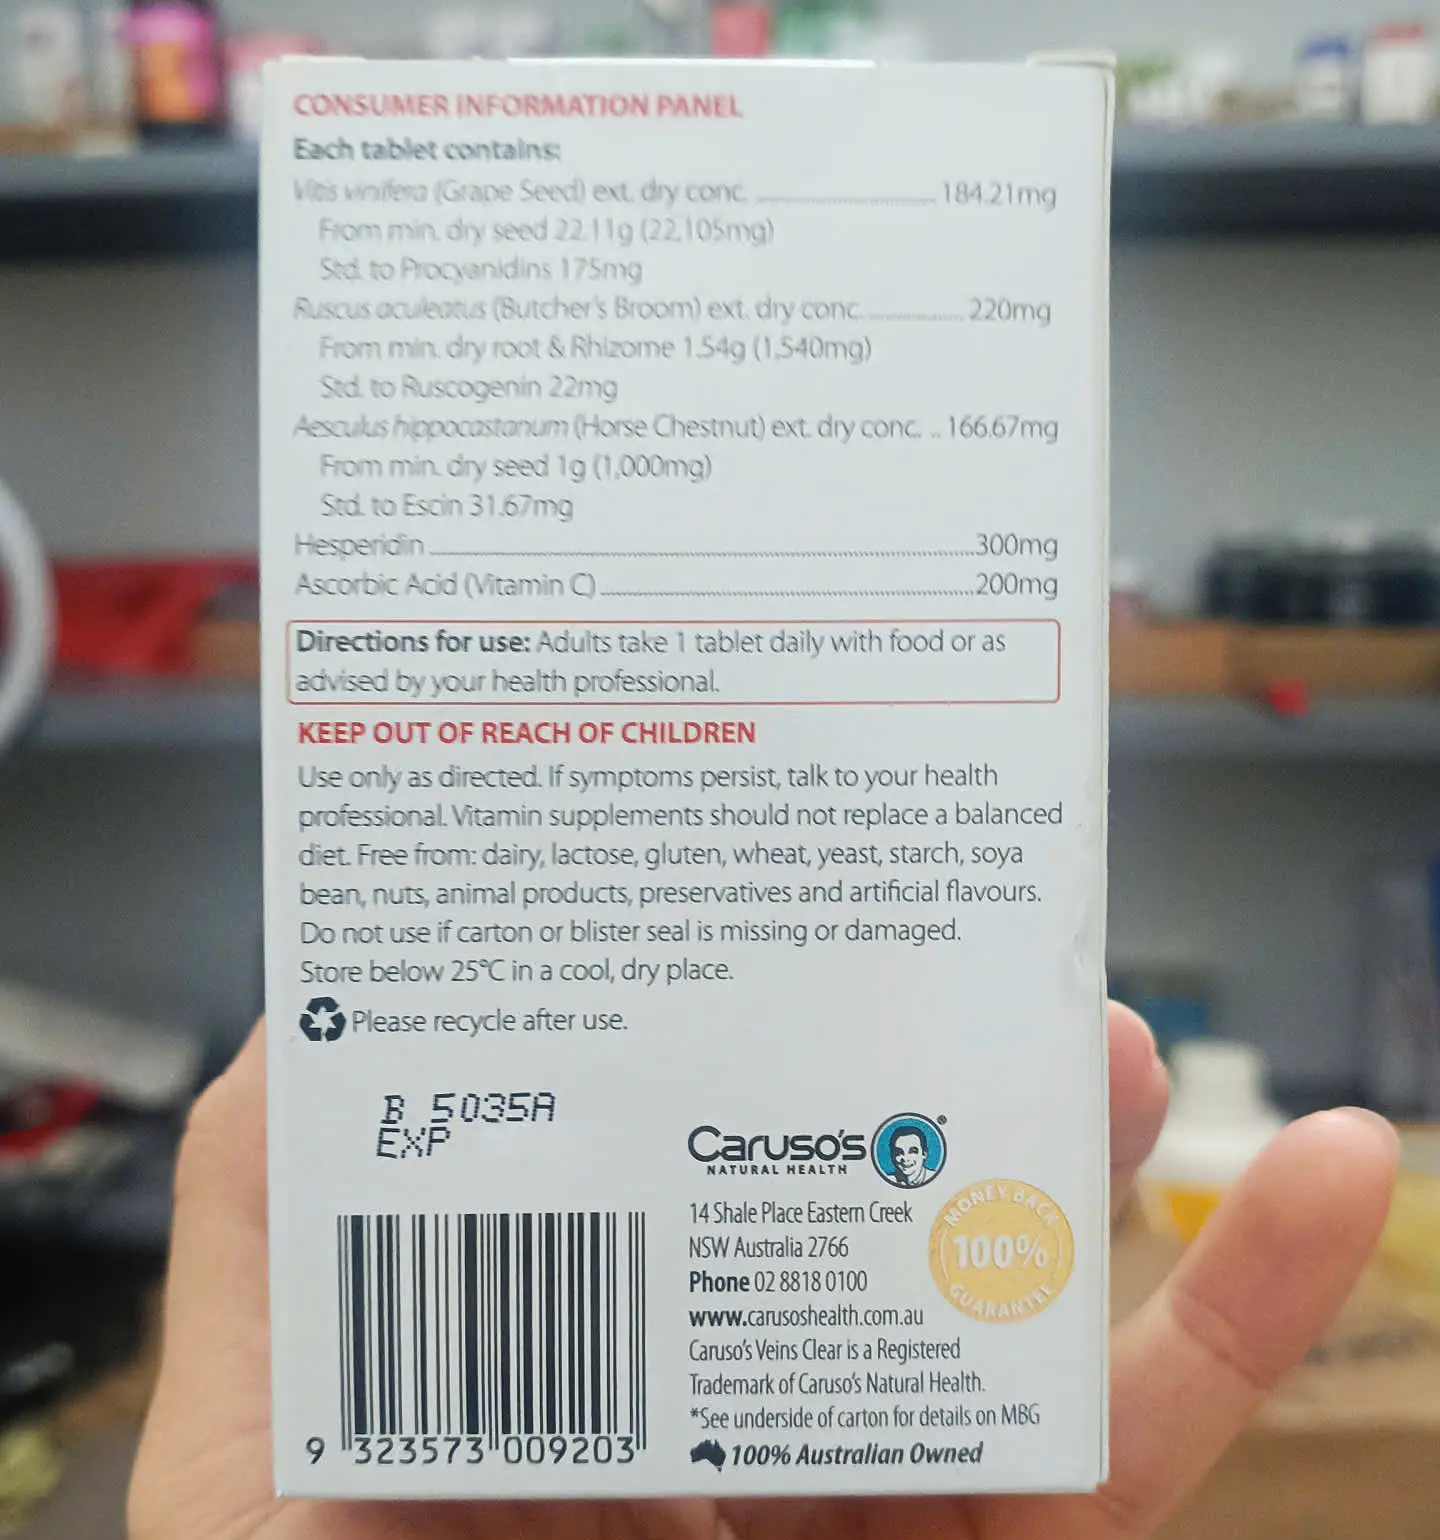 CONSUMER INFORMATION PANEL
Each tablet contains:
Vitis vinifera (Grape Seed) ext. dry conc. 184.21mg
From min. dry seed 22.11g (22,105mg)
Std. to Procyanidins 175mg
Ruscus aculeatus (Butcher's Broom) ext. dry conc. 220mg
From min. dry root & Rhizome 1.54g (1,540mg)
Std. to Ruscogenin 22mg
Aesculus hippocastanum (Horse Chestnut) ext. dry conc. .. 166.67mg
From min. dry seed 1g (1,000mg)
Std. to Escin 31.67mg
Hesperidin 300mg
Ascorbic Acid (Vitamin C) 200mg
Directions for use: Adults take 1 tablet daily with food or as
advised by your health professional.
KEEP OUT OF REACH OF CHILDREN
Use only as directed. If symptoms persist, talk to your health
professional. Vitamin supplements should not replace a balanced
diet. Free from: dairy, lactose, gluten, wheat, yeast, starch, soya
bean, nuts, animal products, preservatives and artificial flavours.
Do not use if carton or blister seal is missing or damaged.
Store below 25°C in a cool, dry place.
Please recycle after use.
B 5035A
EXP
9 323573 009203
Caruso's ®
NATURAL HEALTH
14 Shale Place Eastern Creek
NSW Australia 2766
Phone 02 8818 0100
www.carusoshealth.com.au
MONEY BACK
100%
GUARANTEE
Caruso's Veins Clear is a Registered
Trademark of Caruso's Natural Health.
*See underside of carton for details on MBG
100% Australian Owned